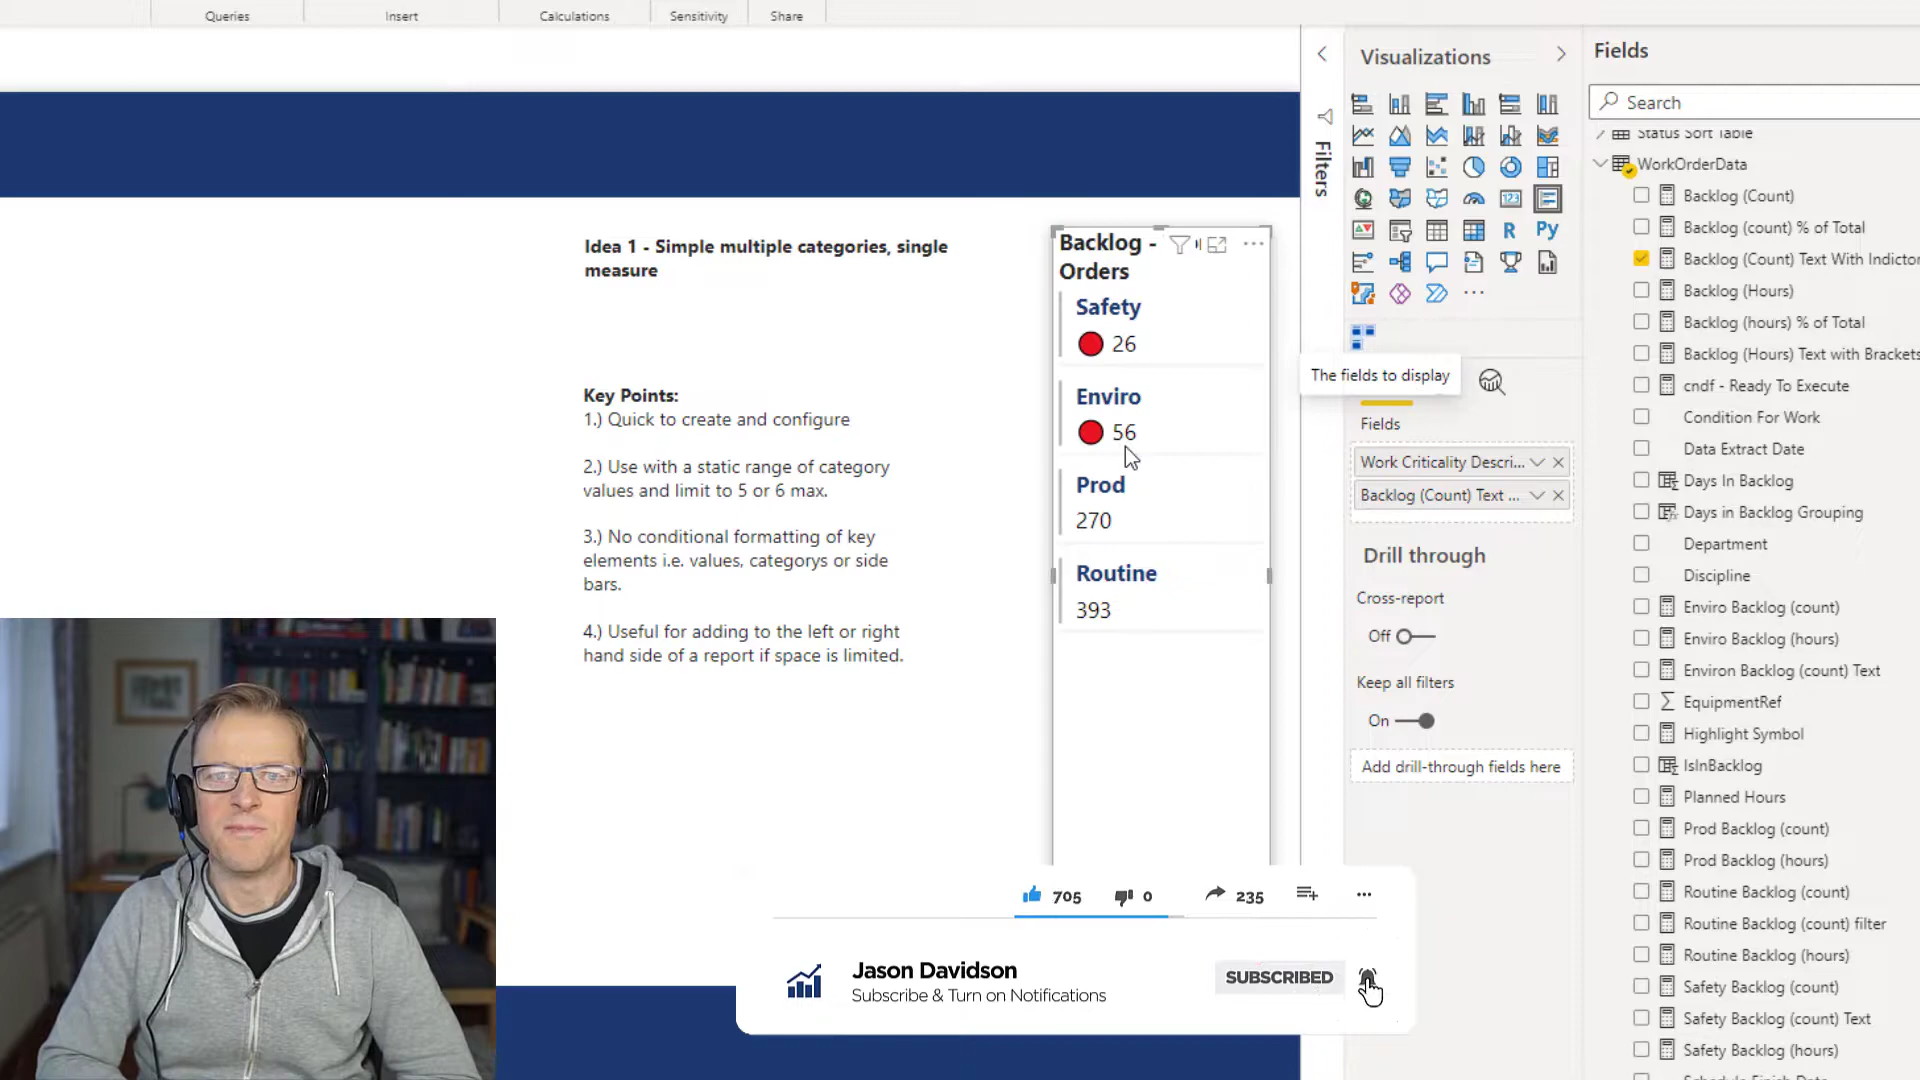 Queries
Insert
Calculations
Sensitivity
Share
Idea 1 - Simple multiple categories, single
measure
Key Points:
1.) Quick to create and configure
2.) Use with a static range of category
values and limit to 5 or 6 max.
3.) No conditional formatting of key
elements i.e. values, categorys or side
bars.
4.) Useful for adding to the left or right
hand side of a report if space is limited.
Backlog -
Orders
Safety
26
Enviro
56
Prod
270
Routine
393
Filters
Visualizations
123
R
Py
The fields to display
Fields
Work Criticality Descri...
Backlog (Count) Text ...
Drill through
Cross-report
Off
Keep all filters
On
Add drill-through fields here
Fields
Search
Status Sort Table
WorkOrderData
Backlog (Count)
Backlog (count) % of Total
Backlog (Count) Text With Indictor
Backlog (Hours)
Backlog (hours) % of Total
Backlog (Hours) Text with Brackets
cndf - Ready To Execute
Condition For Work
Data Extract Date
Days In Backlog
Days in Backlog Grouping
Department
Discipline
Enviro Backlog (count)
Enviro Backlog (hours)
Environ Backlog (count) Text
EquipmentRef
Highlight Symbol
IsInBacklog
Planned Hours
Prod Backlog (count)
Prod Backlog (hours)
Routine Backlog (count)
Routine Backlog (count) filter
Routine Backlog (hours)
Safety Backlog (count)
Safety Backlog (count) Text
Safety Backlog (hours)
705
0
235
Jason Davidson
Subscribe & Turn on Notifications
SUBSCRIBED